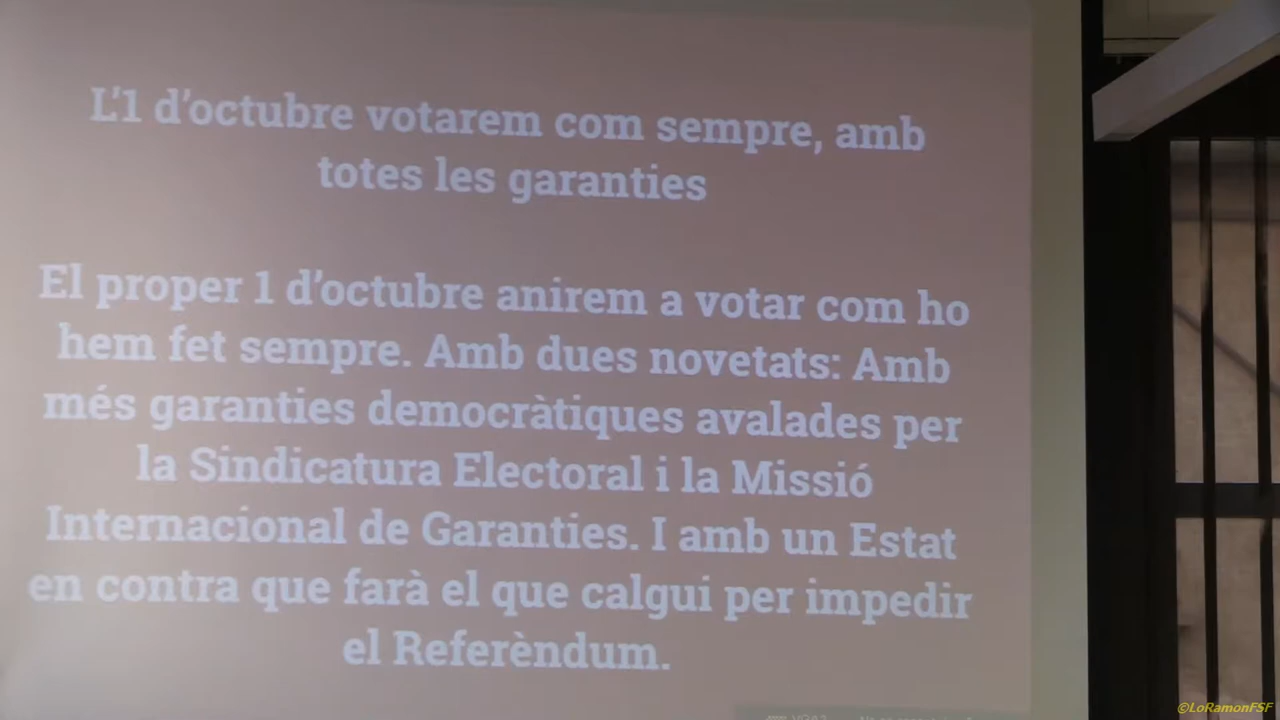 L'1 d'octubre votarem com sempre, amb
totes les garanties
El proper 1 d'octubre anirem a votar com ho
hem fet sempre. Amb dues novetats: Amb
més garanties democràtiques avalades per
la Sindicatura Electoral i la Missió
Internacional de Garanties. I amb un Estat
en contra que farà el que calgui per impedir
el Referèndum.
©LoRamonFSF